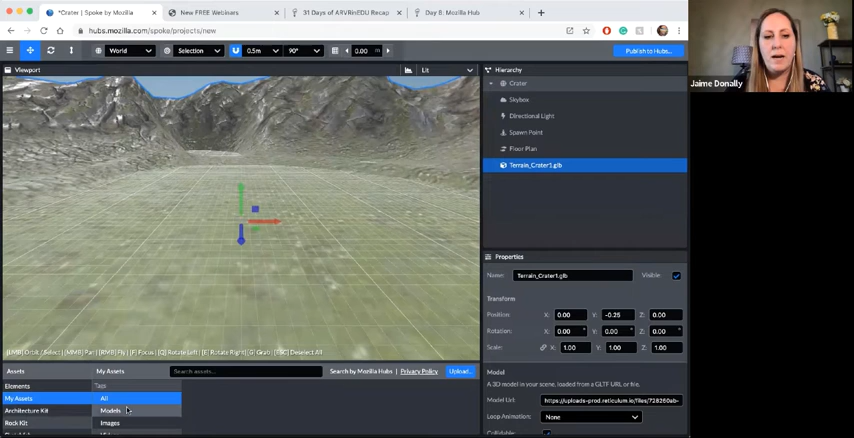 *Crater | Spoke by Mozilla
New FREE Webinars
31 Days of ARVRinEDU Recap
Day 8: Mozilla Hub
hubs.mozilla.com/spoke/projects/new
World
Selection
0.5m
90°
0.00 m
Publish to Hubs...
Viewport
Lit
Hierarchy
Crater
Skybox
Directional Light
Spawn Point
Floor Plan
Terrain_Crater1.glb
Jaime Donally
Properties
Name: Terrain_Crater1.glb Visible:
Transform
Position: X: 0.00 Y: -0.25 Z: 0.00
Rotation: X: 0.00 ° Y: 0.00 ° Z: 0.00 °
Scale: X: 1.00 Y: 1.00 Z: 1.00
Model
A 3D model in your scene, loaded from a GLTF URL or file.
Model Url: https://uploads-prod.reticulum.io/files/728260ab-
Loop Animation: None
Collidable:
[LMB] Orbit / Select | [MMB] Pan | [RMB] Fly | [F] Focus | [Q] Rotate Left | [E] Rotate Right | [G] Grab | [ESC] Deselect All
Assets
My Assets
Search assets...
Search by Mozilla Hubs | Privacy Policy
Upload...
Elements
My Assets
Architecture Kit
Rock Kit
Tags
All
Models
Images